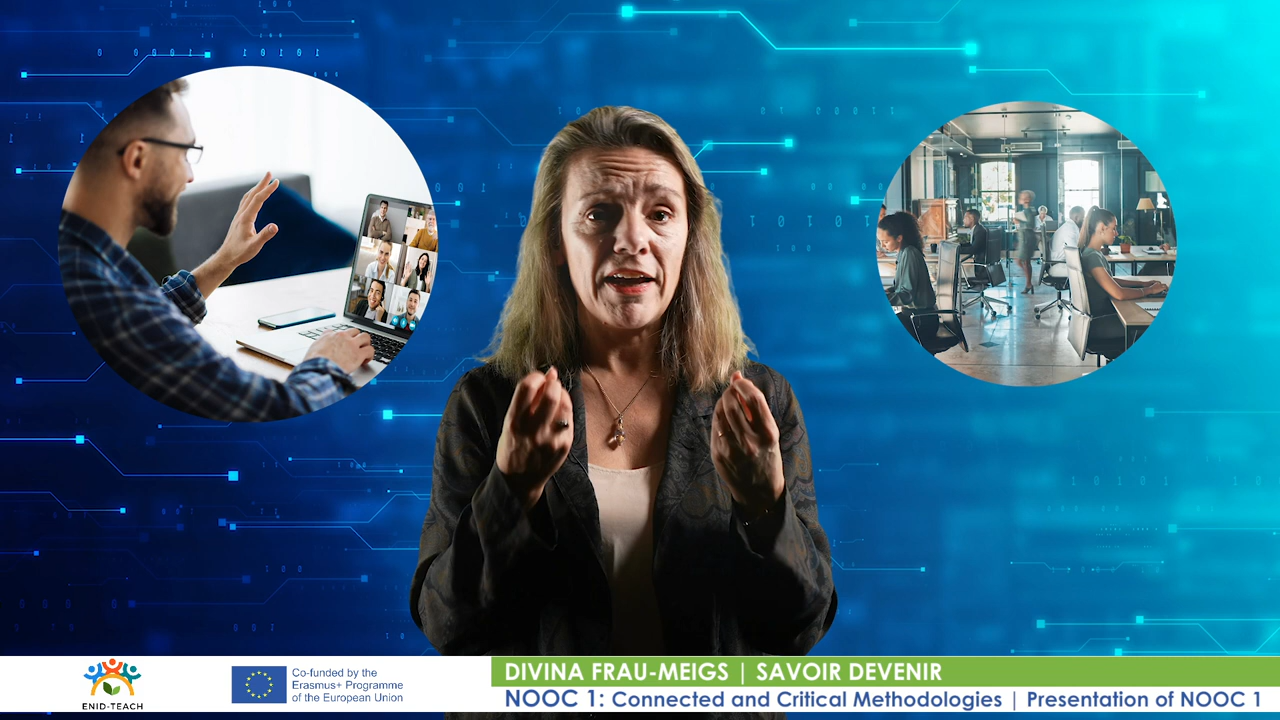 DIVINA FRAU-MEIGS | SAVOIR DEVENIR
NOOC 1: Connected and Critical Methodologies | Presentation of NOOC 1
ENID-TEACH
Co-funded by the
Erasmus+ Programme
of the European Union